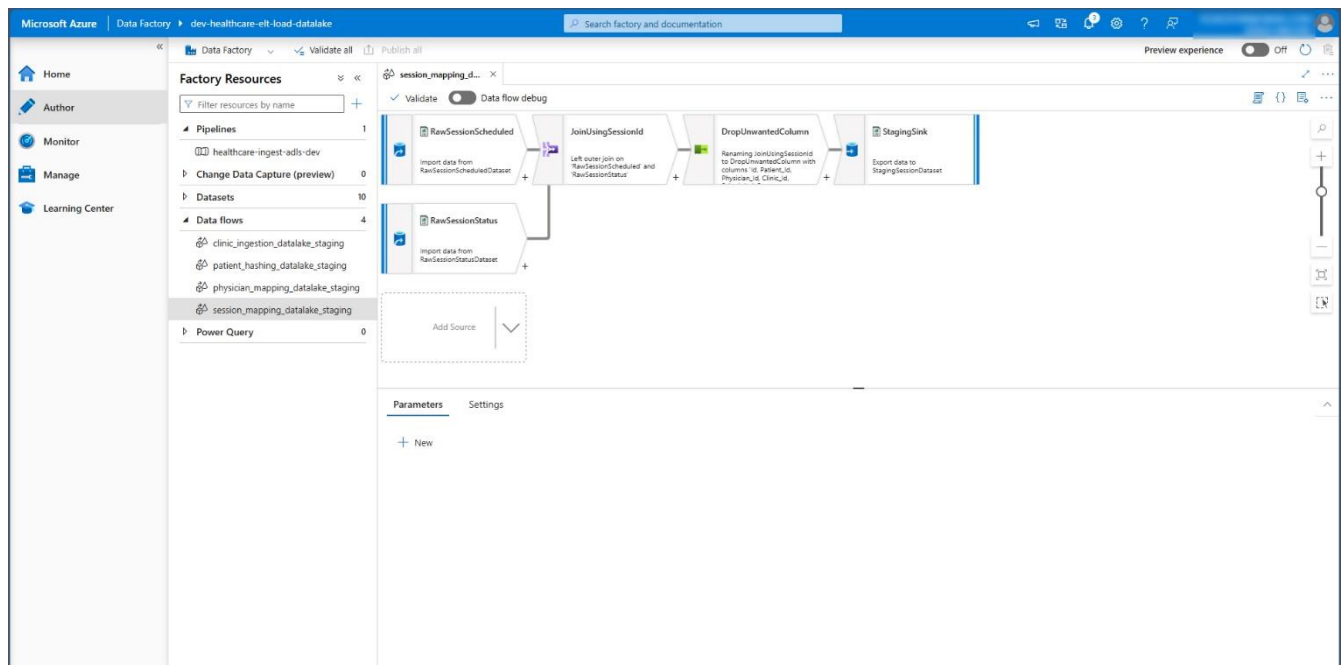 Microsoft Azure Data Factory dev-healthcare-elt-load-datalake Search factory and documentation 3
Data Factory Validate all Publish all Preview experience Off
Home
Author
Monitor
Manage
Learning Center
Factory Resources
Filter resources by name
Pipelines 1
healthcare-ingest-adls-dev
Change Data Capture (preview) 0
Datasets 10
Data flows 4
clinic_ingestion_datalake_staging
patient_hashing_datalake_staging
physician_mapping_datalake_staging
session_mapping_datalake_staging
Power Query 0
session_mapping_d...
Validate Data flow debug
RawSessionScheduled
Import data from
RawSessionScheduledDataset
JoinUsingSessionId
Left outer join on
'RawSessionScheduled' and
'RawSessionStatus'
DropUnwantedColumn
Renaming JoinUsingSessionId
to DropUnwantedColumn with
columns 'Id, Patient_Id,
Physician_Id, Clinic_Id,
StagingSink
Export data to
StagingSessionDataset
RawSessionStatus
Import data from
RawSessionStatusDataset
Add Source
Parameters Settings
New